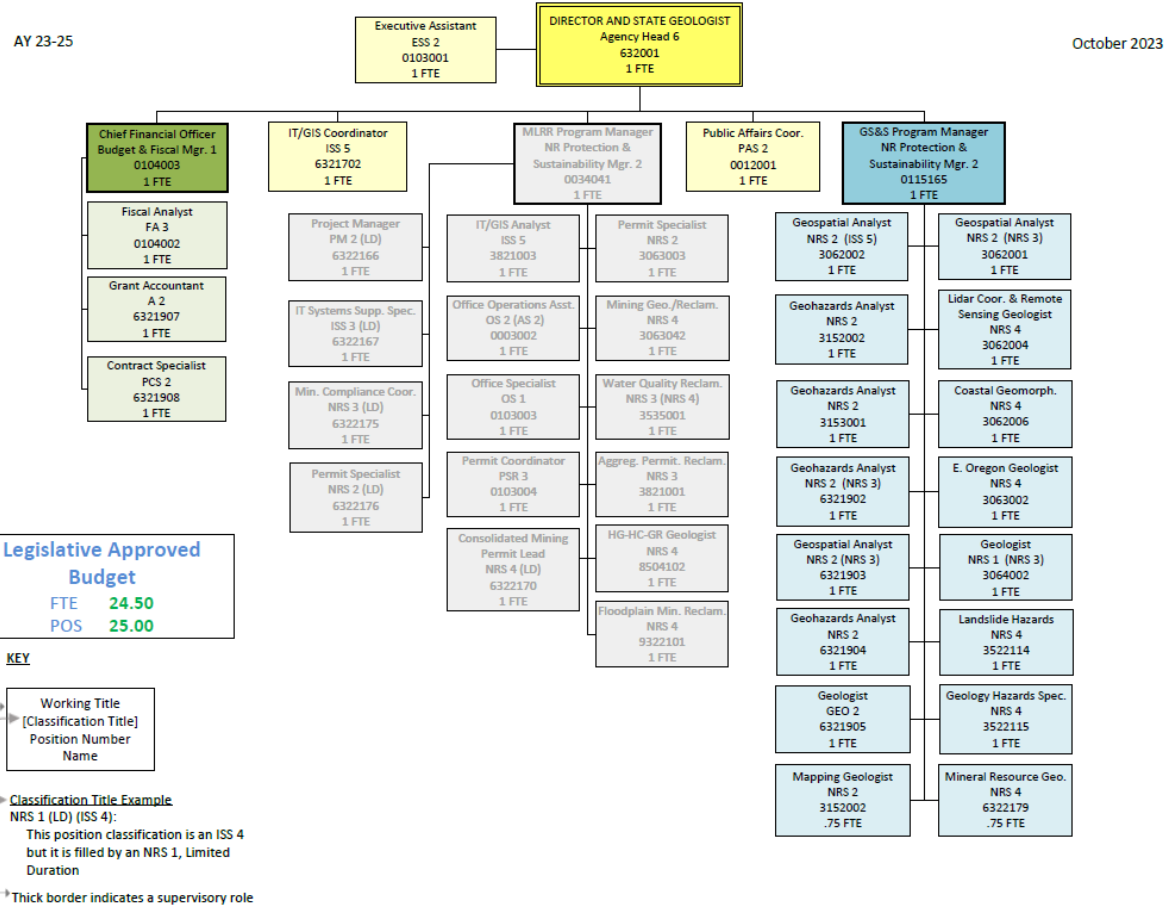 AY 23-25
October 2023
Executive Assistant
ESS 2
0103001
1 FTE
DIRECTOR AND STATE GEOLOGIST
Agency Head 6
632001
1 FTE
Chief Financial Officer
Budget & Fiscal Mgr. 1
0104003
1 FTE
IT/GIS Coordinator
ISS 5
6321702
1 FTE
MLRR Program Manager
NR Protection &
Sustainability Mgr. 2
0034041
1 FTE
Public Affairs Coor.
PAS 2
0012001
1 FTE
GS&S Program Manager
NR Protection &
Sustainability Mgr. 2
0115165
1 FTE
Fiscal Analyst
FA 3
0104002
1 FTE
Grant Accountant
A 2
6321907
1 FTE
Contract Specialist
PCS 2
6321908
1 FTE
Project Manager
PM 2 (LD)
6322166
1 FTE
IT Systems Supp. Spec.
ISS 3 (LD)
6322167
1 FTE
Min. Compliance Coor.
NRS 3 (LD)
6322175
1 FTE
Permit Specialist
NRS 2 (LD)
6322176
1 FTE
IT/GIS Analyst
ISS 5
3821003
1 FTE
Office Operations Asst.
OS 2 (AS 2)
0003002
1 FTE
Office Specialist
OS 1
0103003
1 FTE
Permit Coordinator
PSR 3
0103004
1 FTE
Consolidated Mining
Permit Lead
NRS 4 (LD)
6322170
1 FTE
Permit Specialist
NRS 2
3063003
1 FTE
Mining Geo./Reclam.
NRS 4
3063042
1 FTE
Water Quality Reclam.
NRS 3 (NRS 4)
3535001
1 FTE
Aggreg. Permit. Reclam.
NRS 3
3821001
1 FTE
HG-HC-GR Geologist
NRS 4
8504102
1 FTE
Floodplain Min. Reclam.
NRS 4
9322101
1 FTE
Geospatial Analyst
NRS 2 (ISS 5)
3062002
1 FTE
Geohazards Analyst
NRS 2
3152002
1 FTE
Geohazards Analyst
NRS 2
3153001
1 FTE
Geohazards Analyst
NRS 2 (NRS 3)
6321902
1 FTE
Geospatial Analyst
NRS 2 (NRS 3)
6321903
1 FTE
Geohazards Analyst
NRS 2
6321904
1 FTE
Geologist
GEO 2
6321905
1 FTE
Mapping Geologist
NRS 2
3152002
.75 FTE
Geospatial Analyst
NRS 2 (NRS 3)
3062001
1 FTE
Lidar Coor. & Remote
Sensing Geologist
NRS 4
3062004
1 FTE
Coastal Geomorph.
NRS 4
3062006
1 FTE
E. Oregon Geologist
NRS 4
3063002
1 FTE
Geologist
NRS 1 (NRS 3)
3064002
1 FTE
Landslide Hazards
NRS 4
3522114
1 FTE
Geology Hazards Spec.
NRS 4
3522115
1 FTE
Mineral Resource Geo.
NRS 4
6322179
.75 FTE
Legislative Approved
Budget
FTE 24.50
POS 25.00
KEY
Working Title
[Classification Title]
Position Number
Name
Classification Title Example
NRS 1 (LD) (ISS 4):
This position classification is an ISS 4
but it is filled by an NRS 1, Limited
Duration
Thick border indicates a supervisory role